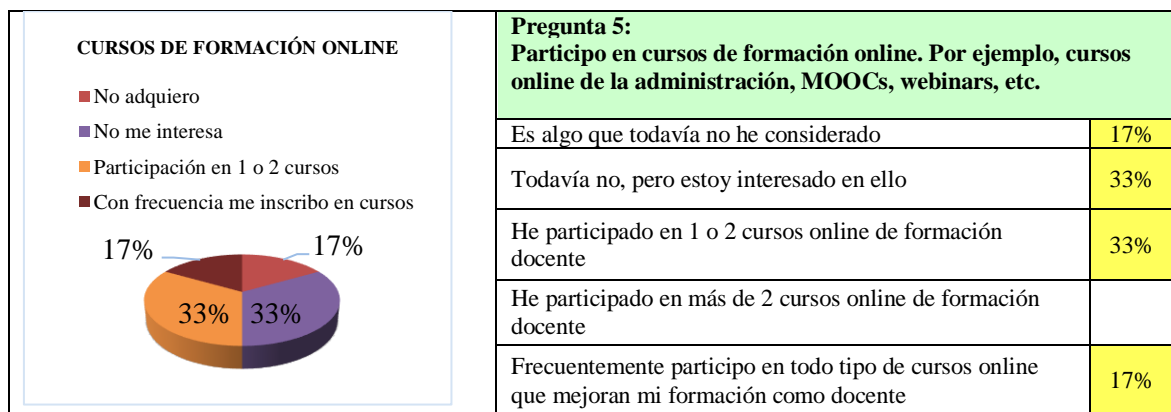 CURSOS DE FORMACIÓN ONLINE
No adquiero
No me interesa
Participación en 1 o 2 cursos
Con frecuencia me inscribo en cursos
17%
17%
33%
33%
Pregunta 5:
Participo en cursos de formación online. Por ejemplo, cursos
online de la administración, MOOCs, webinars, etc.
Es algo que todavía no he considerado 17%
Todavía no, pero estoy interesado en ello 33%
He participado en 1 o 2 cursos online de formación
docente 33%
He participado en más de 2 cursos online de formación
docente
Frecuentemente participo en todo tipo de cursos online
que mejoran mi formación como docente 17%